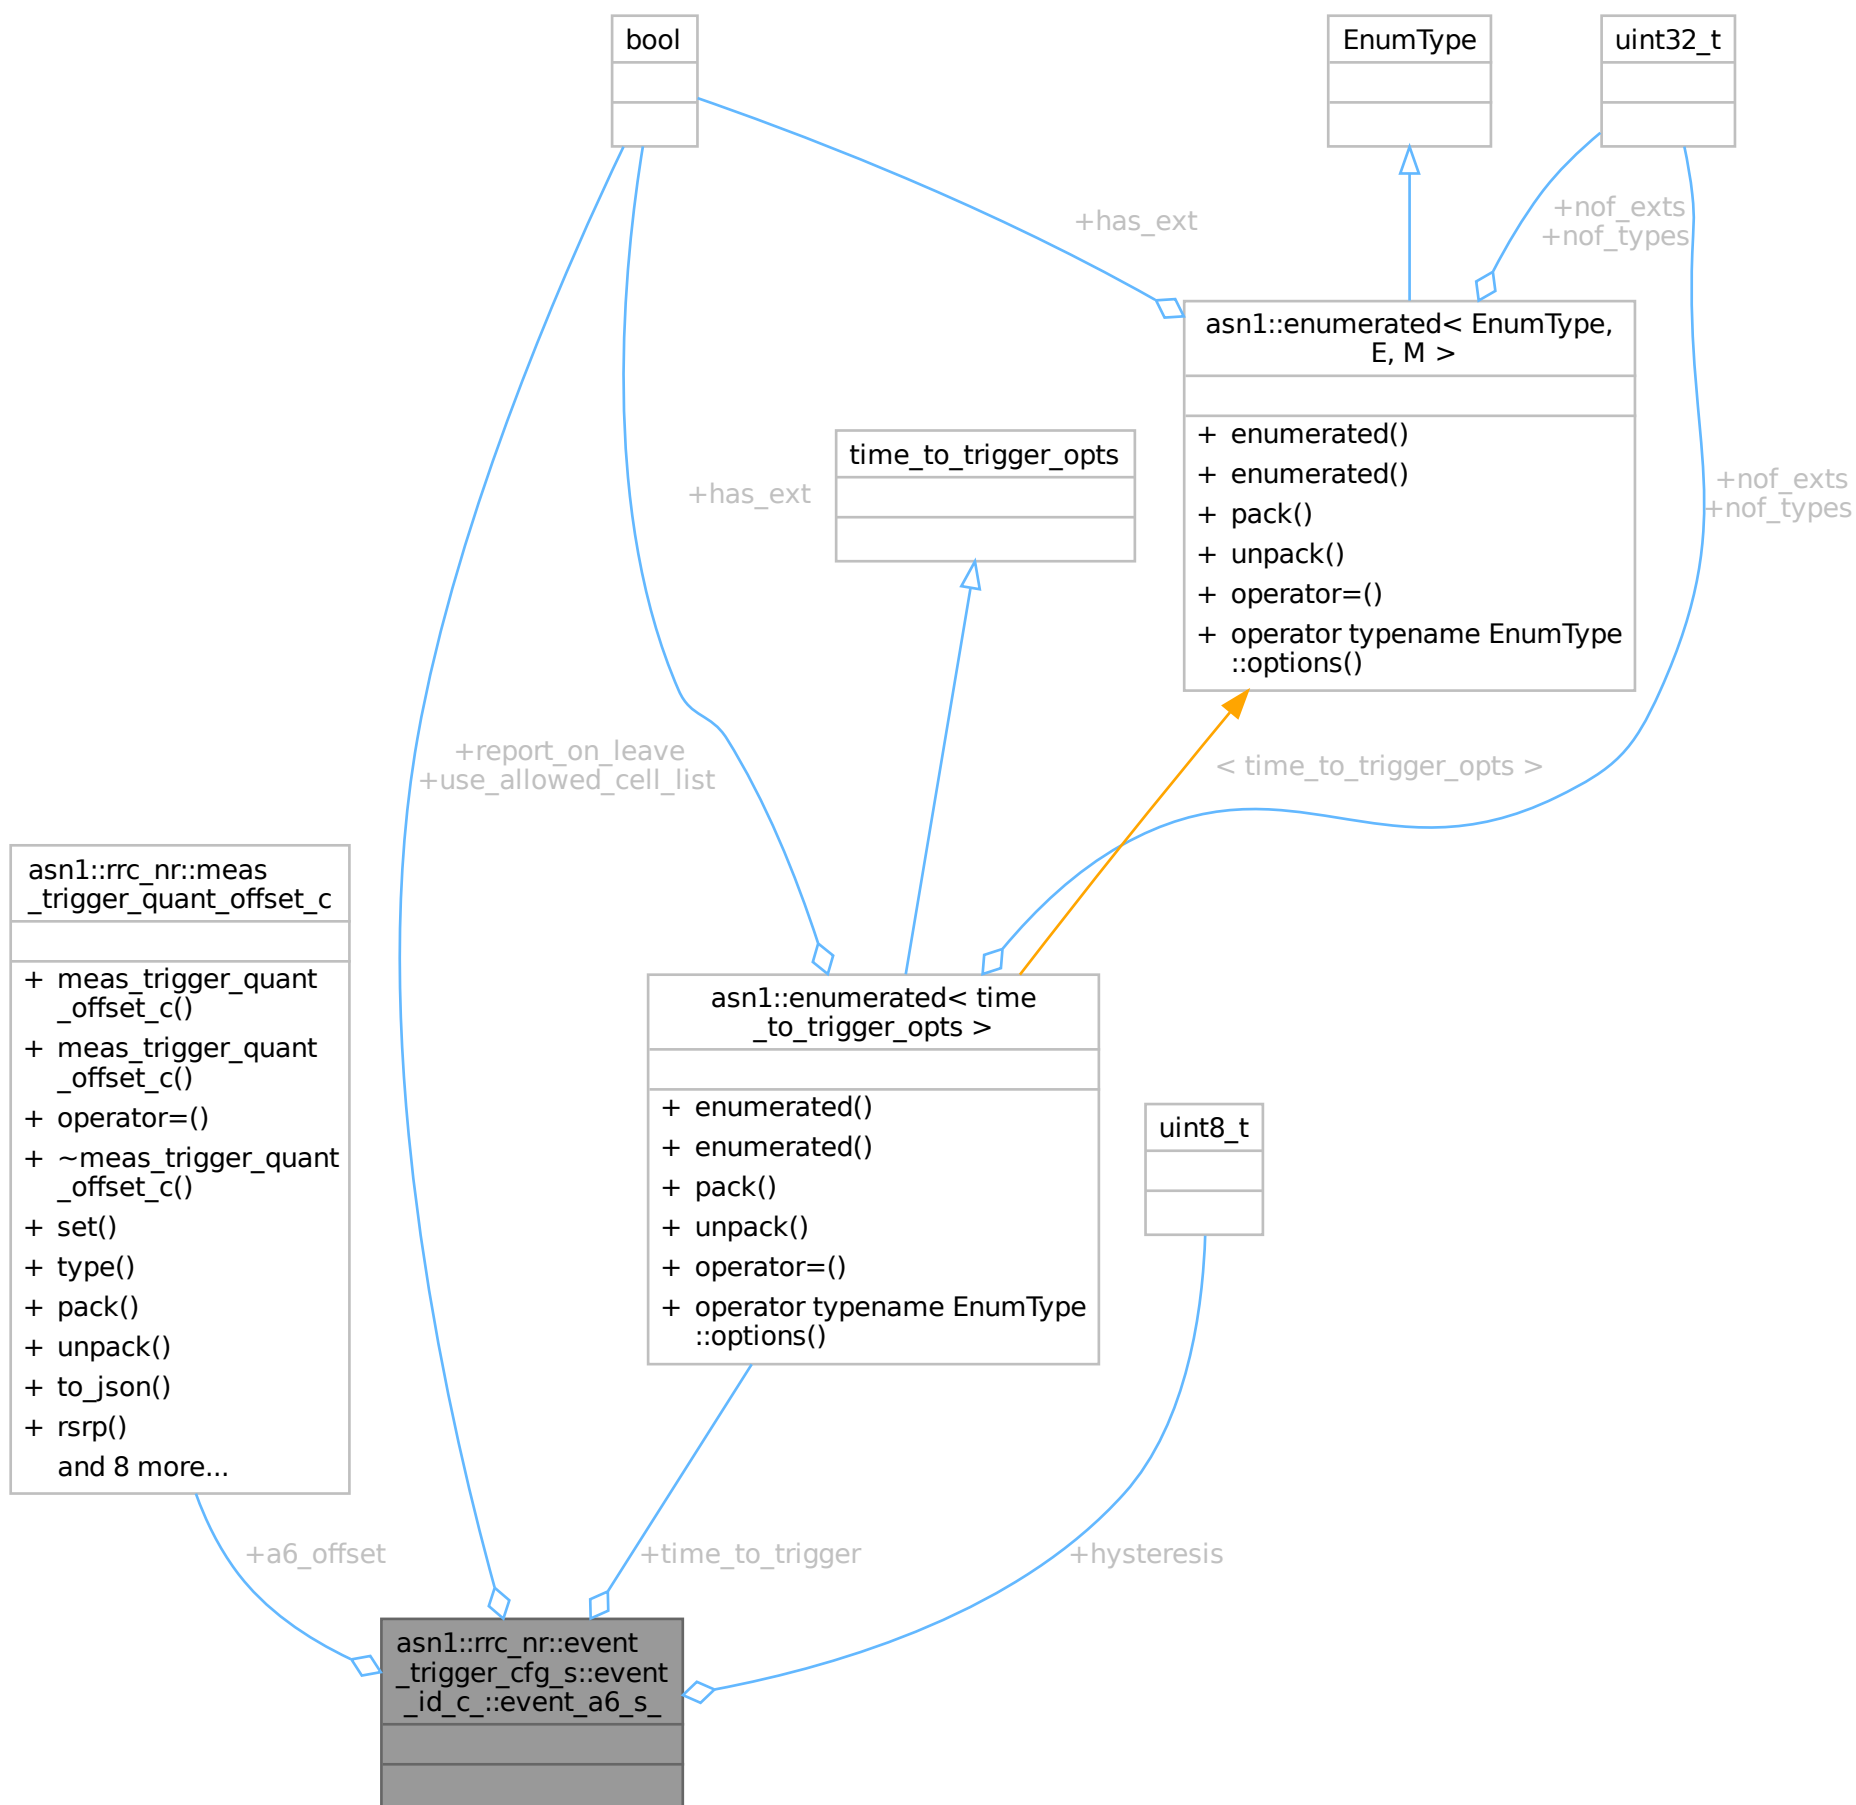 bool
EnumType
uint32_t
+has_ext
+nof_exts
+nof_types
asn1::enumerated< EnumType,
E, M >
+ enumerated()
+ enumerated()
+ pack()
+ unpack()
+ operator=()
+ operator typename EnumType
::options()
time_to_trigger_opts
+has_ext
+nof_exts
+nof_types
+report_on_leave
+use_allowed_cell_list
< time_to_trigger_opts >
asn1::rrc_nr::meas
_trigger_quant_offset_c
+ meas_trigger_quant
_offset_c()
+ meas_trigger_quant
_offset_c()
+ operator=()
+ ~meas_trigger_quant
_offset_c()
+ set()
+ type()
+ pack()
+ unpack()
+ to_json()
+ rsrp()
and 8 more...
asn1::enumerated< time
_to_trigger_opts >
+ enumerated()
+ enumerated()
+ pack()
+ unpack()
+ operator=()
+ operator typename EnumType
::options()
uint8_t
+a6_offset
+time_to_trigger
+hysteresis
asn1::rrc_nr::event
_trigger_cfg_s::event
_id_c_::event_a6_s_